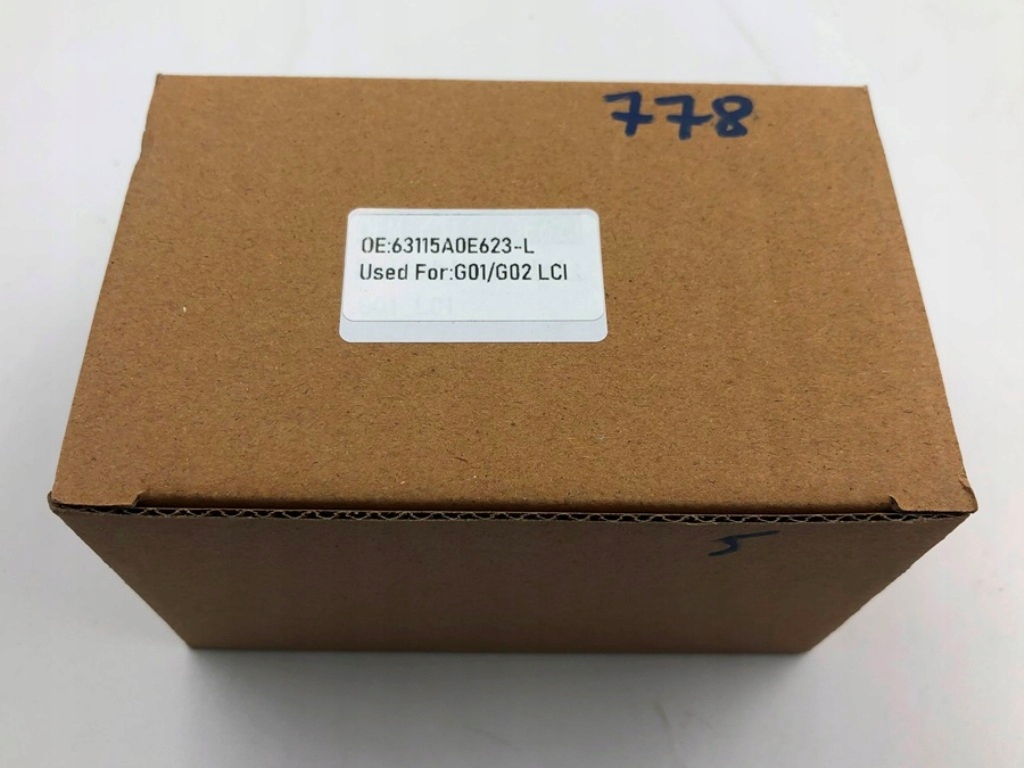 778
OE:63115A0E623-L
Used For:G01/G02 LCI
5